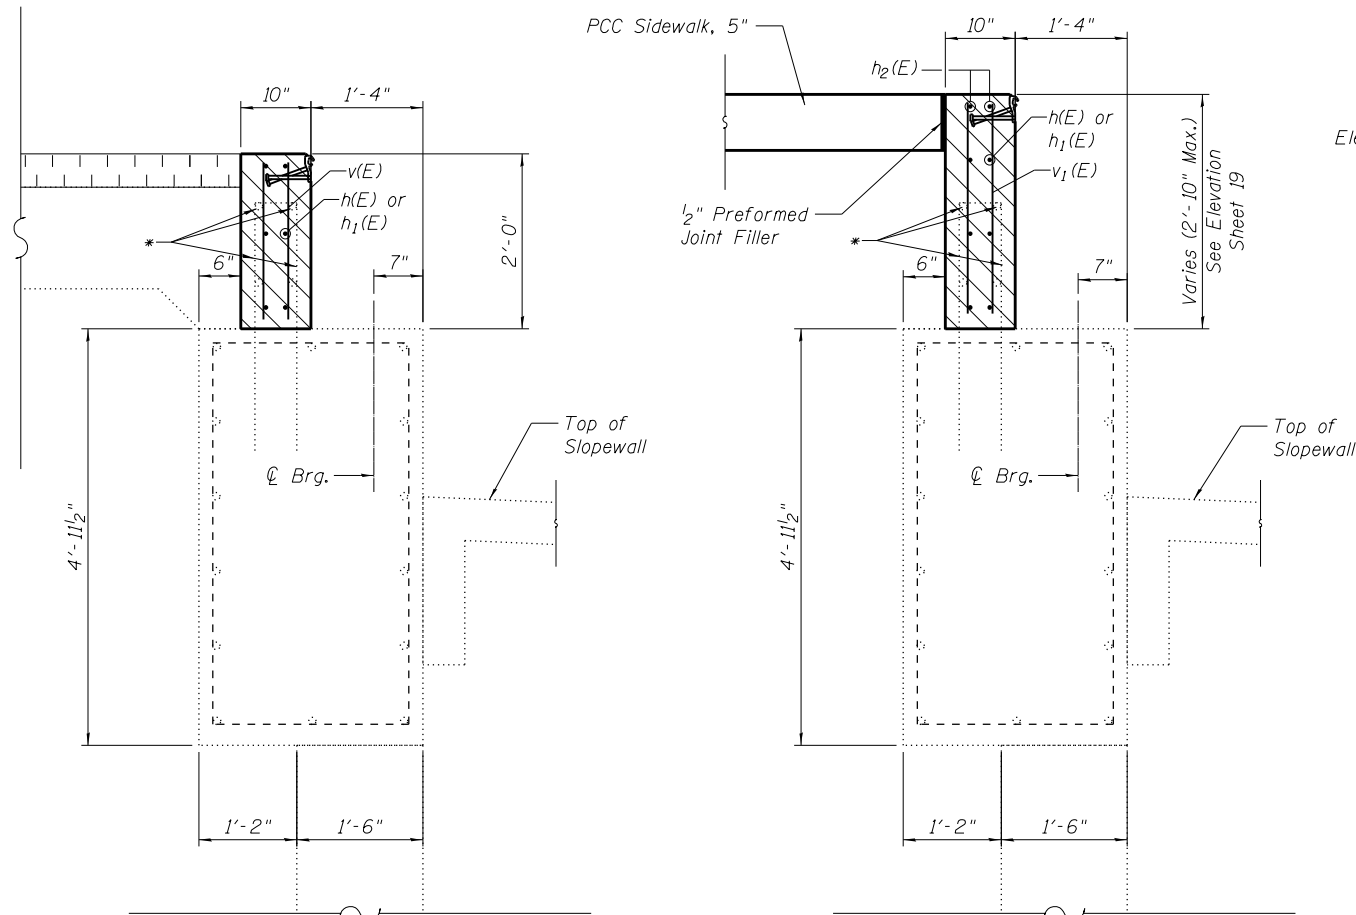 10"
1'-4"
v(E)
h(E) or
h1(E)
*
6"
7"
2'-0"
4'-11½"
Top of
Slopewall
℄ Brg.
1'-2"
1'-6"
PCC Sidewalk, 5"
10"
1'-4"
h2(E)
h(E) or
h1(E)
v1(E)
½" Preformed
Joint Filler
*
6"
7"
Varies (2'-10" Max.)
See Elevation
Sheet 19
4'-11½"
Top of
Slopewall
℄ Brg.
1'-2"
1'-6"